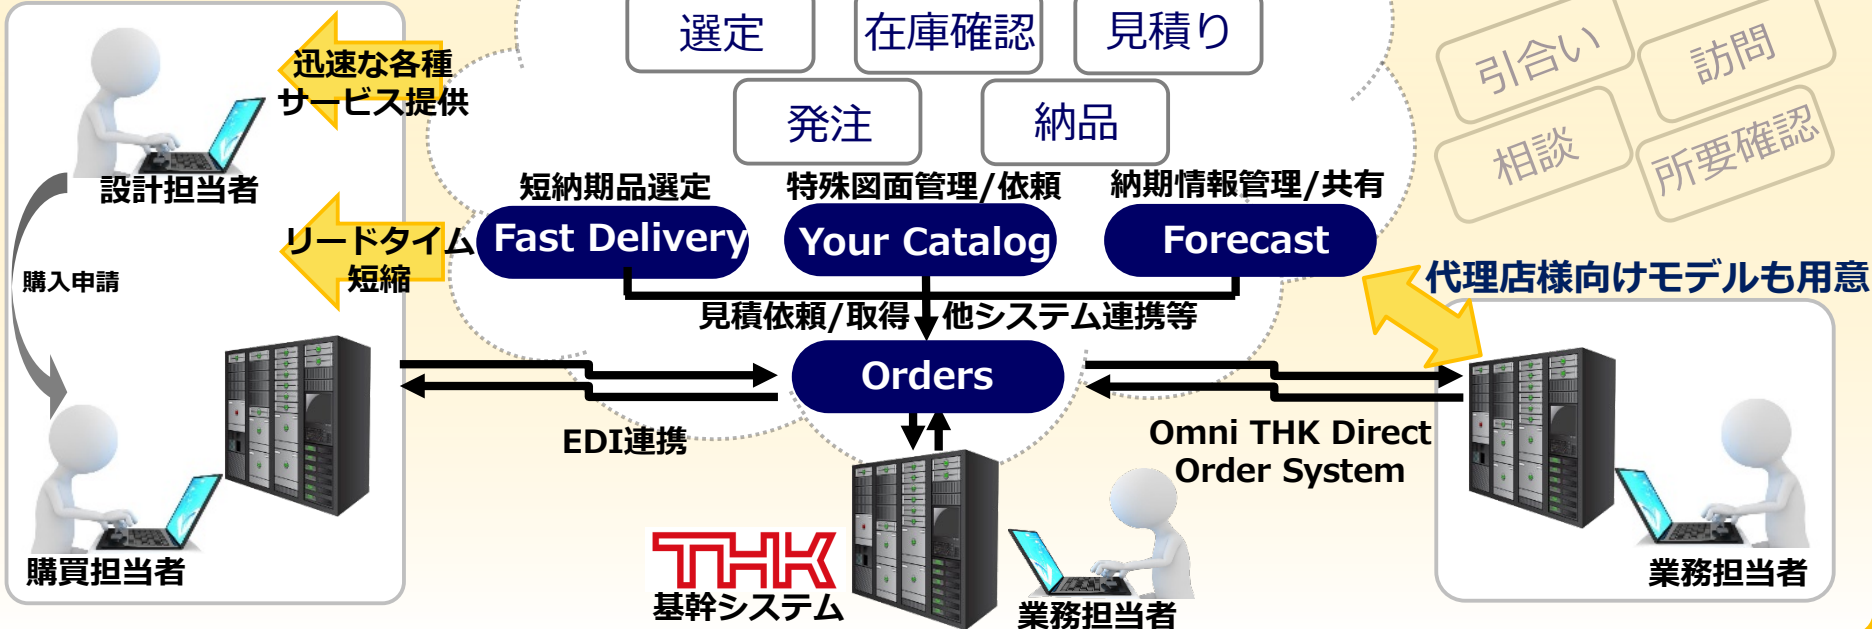 選定
在庫確認
見積り
発注
納品
引合い
訪問
相談
所要確認
迅速な各種
サービス提供
設計担当者
リードタイム
短縮
購入申請
購買担当者
短納期品選定
Fast Delivery
特殊図面管理/依頼
Your Catalog
納期情報管理/共有
Forecast
見積依頼/取得
他システム連携等
Orders
EDI連携
THK
基幹システム
業務担当者
代理店様向けモデルも用意
Omni THK Direct
Order System
業務担当者